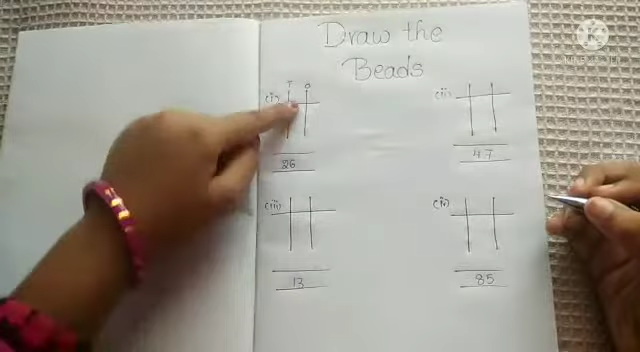 Draw the
Beads
T O
(i)
(ii)
26
47
(iii)
(iv)
13
85